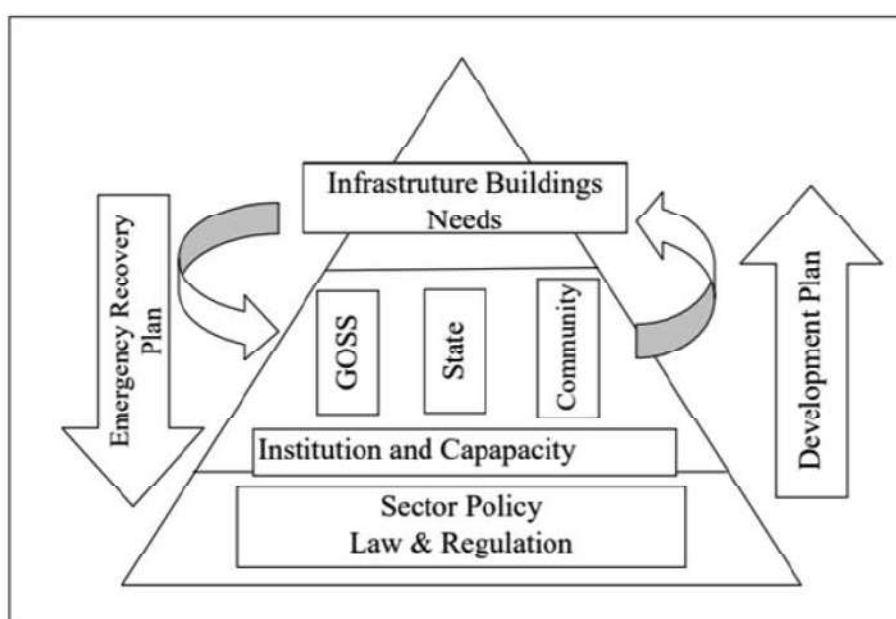 Infrastruture Buildings
Needs
Emergency Recovery
Plan
GOSS
State
Community
Development Plan
Institution and Capapacity
Sector Policy
Law & Regulation